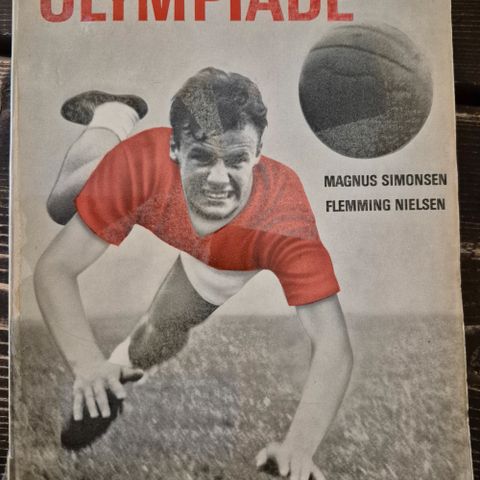 OLYMPIADE
MAGNUS SIMONSEN
FLEMMING NIELSEN